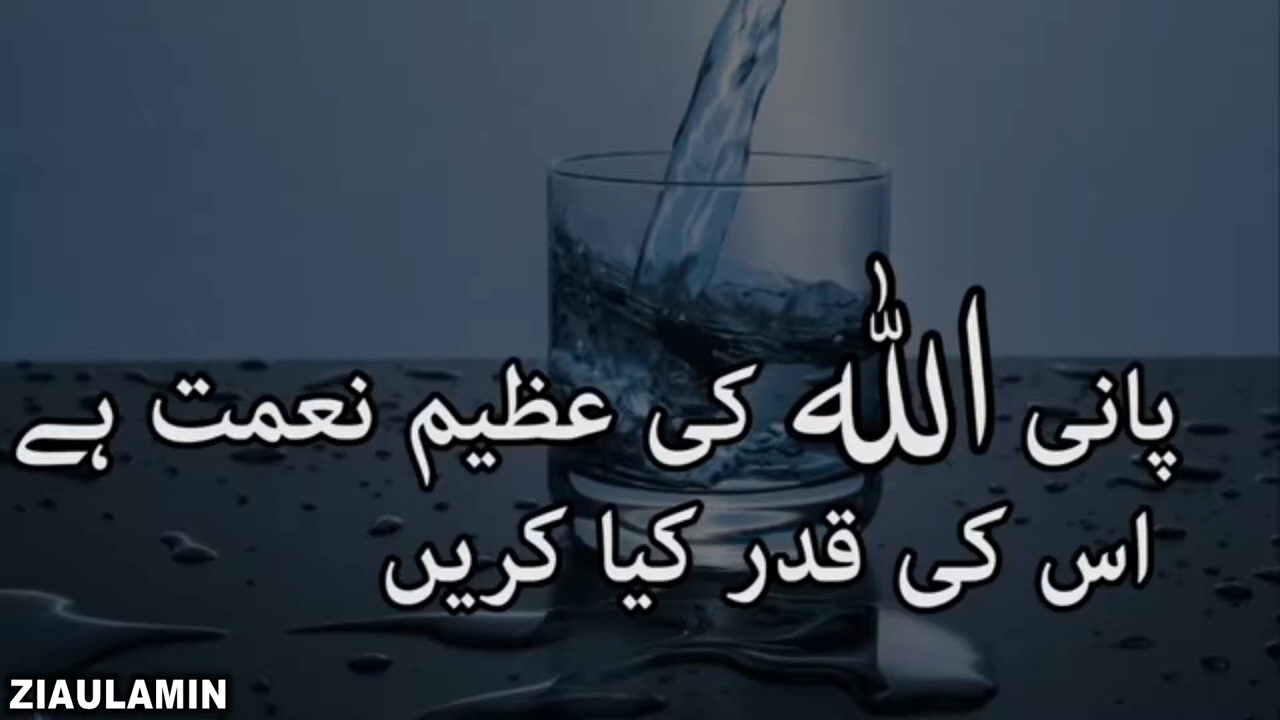 پانی اللہ کی عظیم نعمت ہے
اس کی قدر کیا کریں
ZIAULAMIN